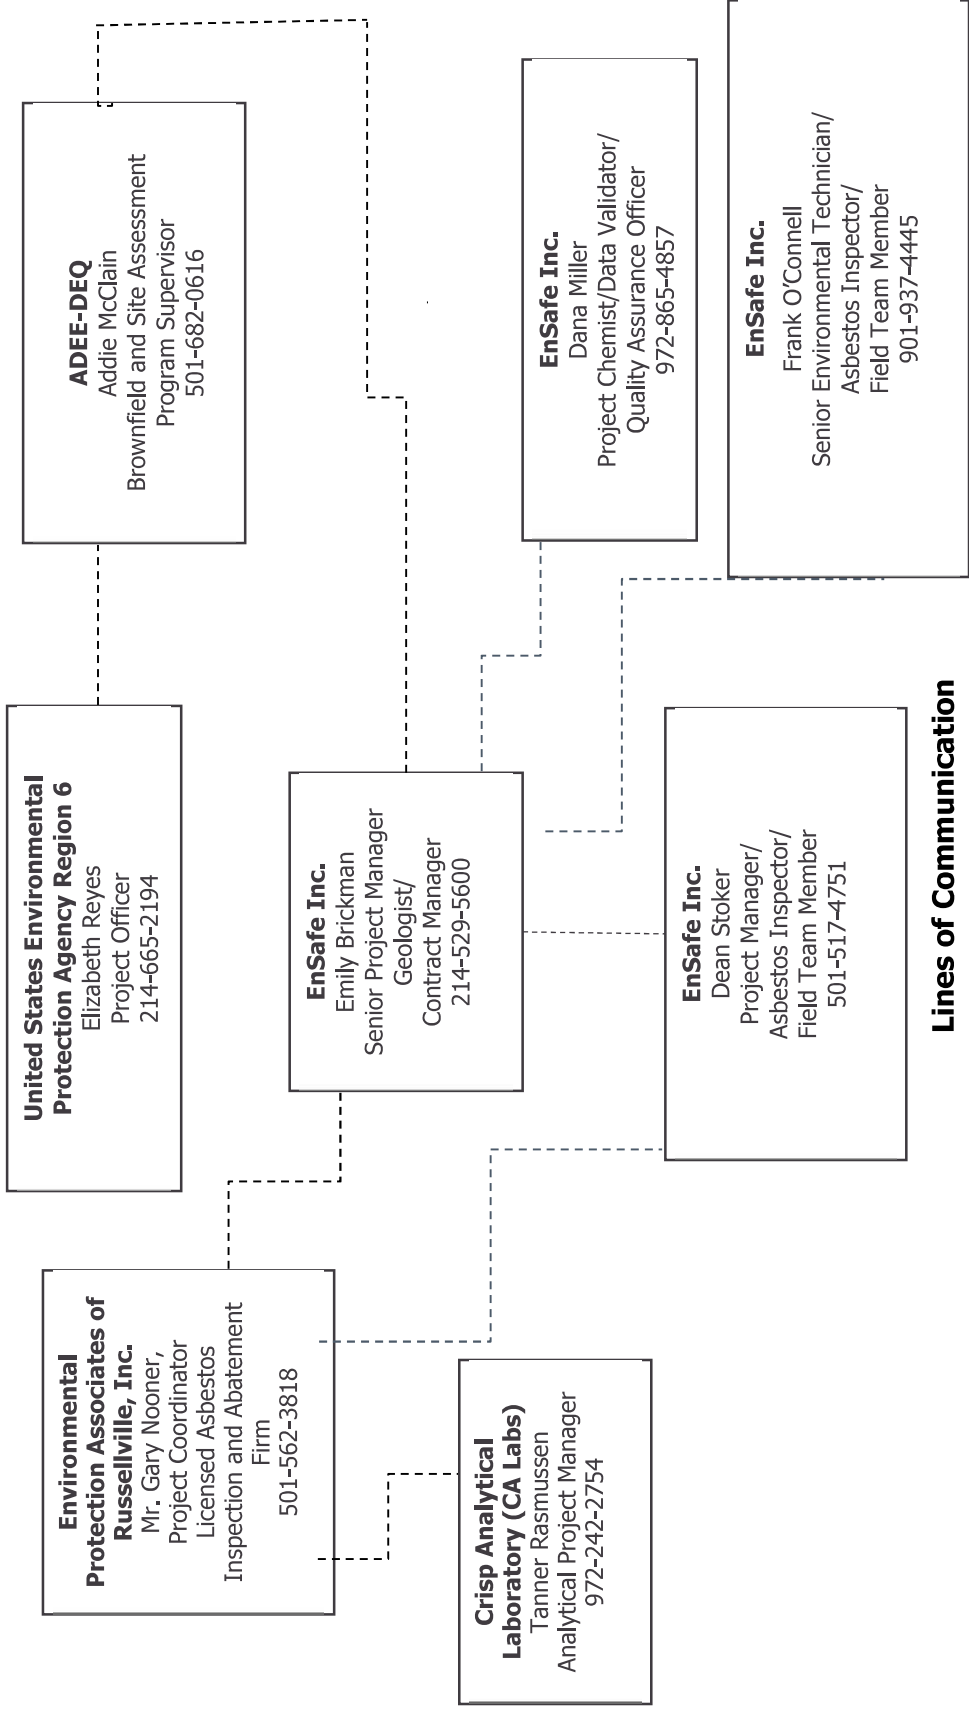 United States Environmental
Protection Agency Region 6
Elizabeth Reyes
Project Officer
214-665-2194
ADEE-DEQ
Addie McClain
Brownfield and Site Assessment
Program Supervisor
501-682-0616
Environmental
Protection Associates of
Russellville, Inc.
Mr. Gary Nooner,
Project Coordinator
Licensed Asbestos
Inspection and Abatement
Firm
501-562-3818
EnSafe Inc.
Emily Brickman
Senior Project Manager
Geologist/
Contract Manager
214-529-5600
Crisp Analytical
Laboratory (CA Labs)
Tanner Rasmussen
Analytical Project Manager
972-242-2754
EnSafe Inc.
Dean Stoker
Project Manager/
Asbestos Inspector/
Field Team Member
501-517-4751
EnSafe Inc.
Dana Miller
Project Chemist/Data Validator/
Quality Assurance Officer
972-865-4857
EnSafe Inc.
Frank O'Connell
Senior Environmental Technician/
Asbestos Inspector/
Field Team Member
901-937-4445
Lines of Communication